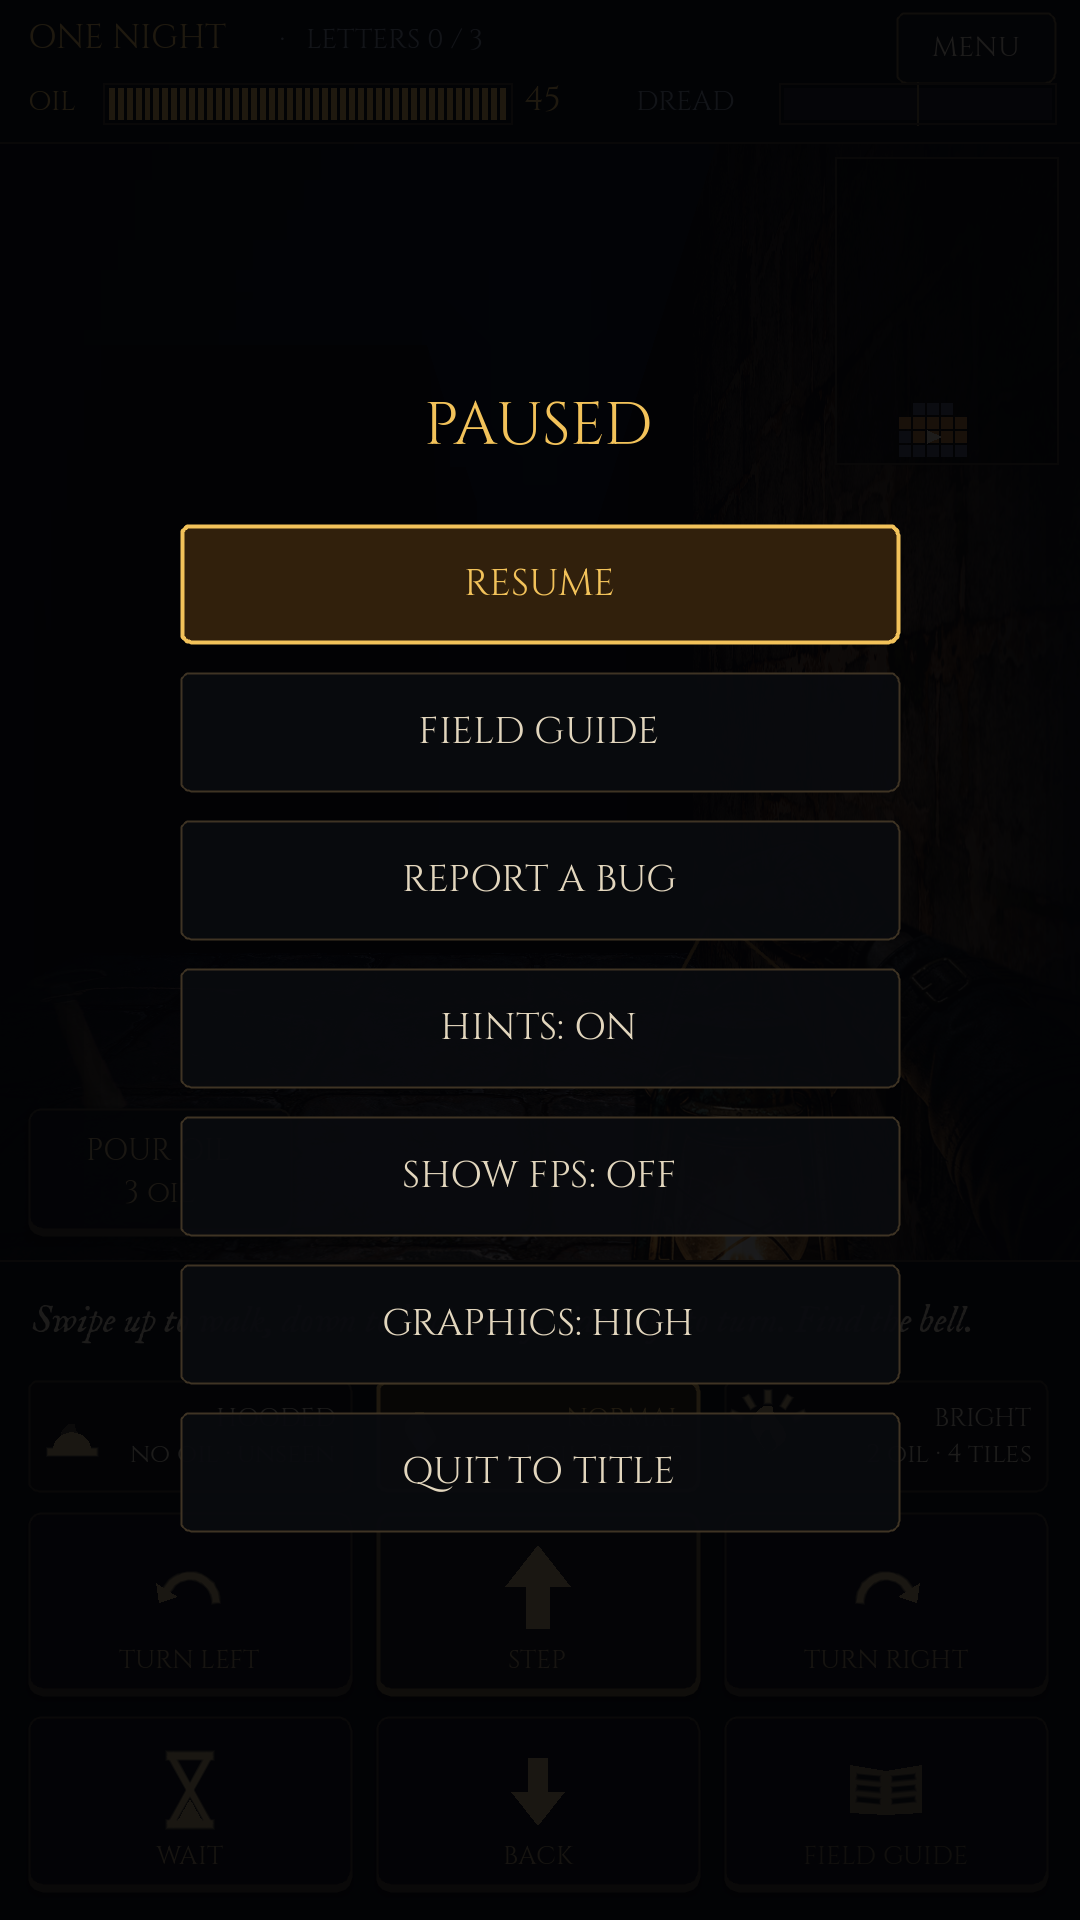 ONE NIGHT · LETTERS 0 / 3
MENU
OIL 45 DREAD
PAUSED
RESUME
FIELD GUIDE
REPORT A BUG
HINTS: ON
POUR
3
SHOW FPS: OFF
GRAPHICS: HIGH
Swipe up bell.
HOODED NORMAL BRIGHT
NO OIL · 4 TILES
QUIT TO TITLE
TURN LEFT STEP TURN RIGHT
WAIT BACK FIELD GUIDE